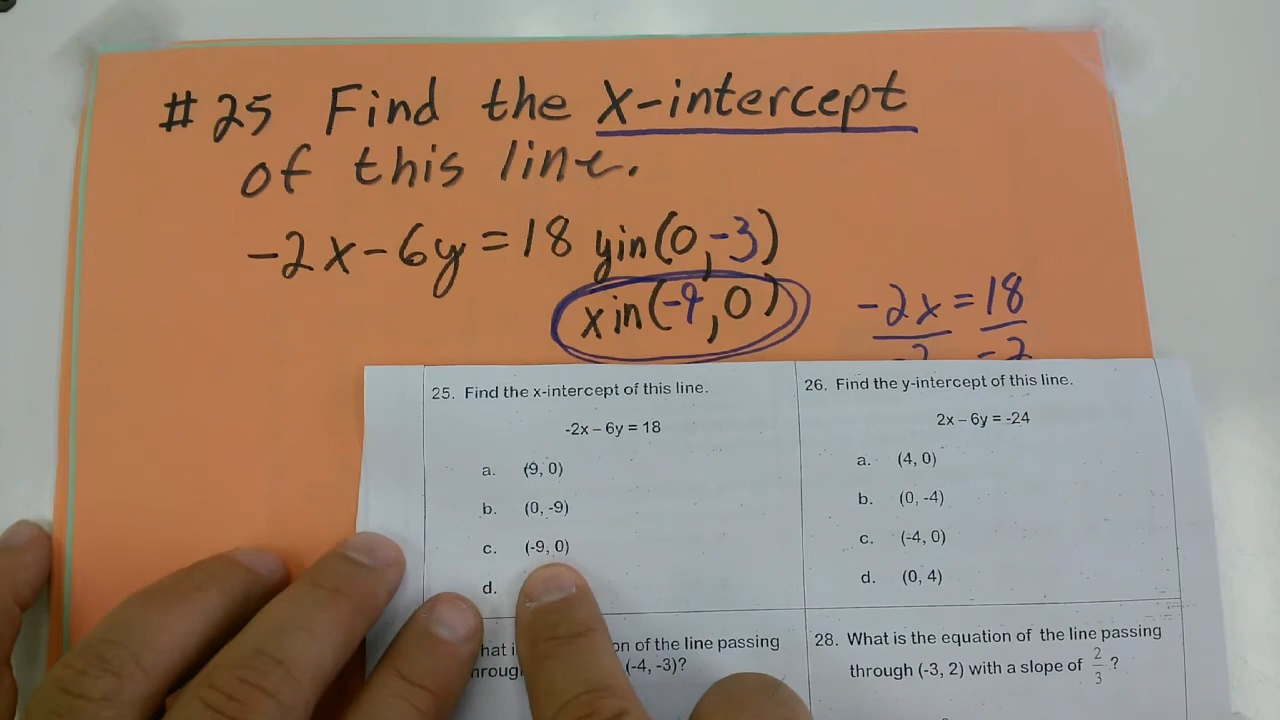 #25 Find the x-intercept
of this line.
-2x-6y=18 yin(0,-3)
xin(-9,0)
-2x=18
-2 -2
25. Find the x-intercept of this line.
-2x – 6y = 18
a. (9, 0)
b. (0, -9)
c. (-9, 0)
d.
26. Find the y-intercept of this line.
2x – 6y = -24
a. (4, 0)
b. (0, -4)
c. (-4, 0)
d. (0, 4)
of the line passing
(-4, -3)?
28. What is the equation of the line passing
through (-3, 2) with a slope of 2/3 ?